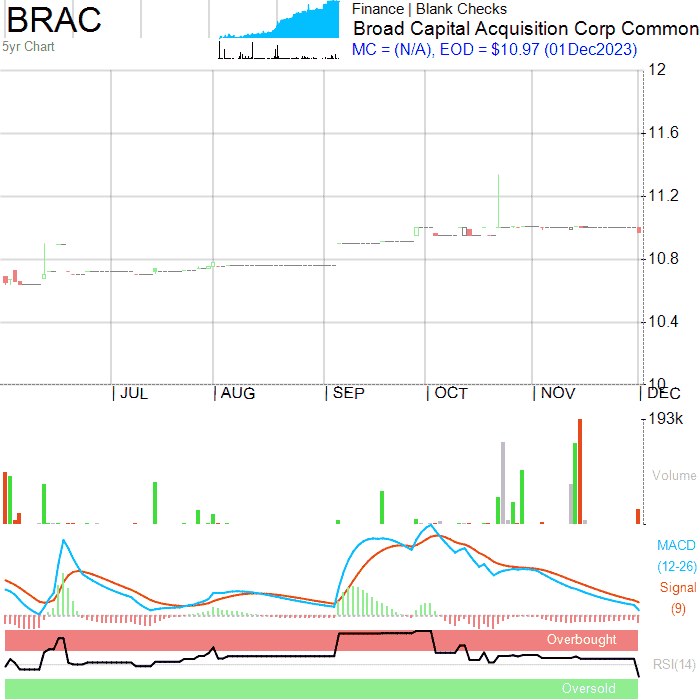 BRAC
5yr Chart
Finance | Blank Checks
Broad Capital Acquisition Corp Common
MC = (N/A), EOD = $10.97 (01Dec2023)
12
11.6
11.2
10.8
10.4
10
JUL
AUG
SEP
OCT
NOV
DEC
193k
Volume
MACD
(12-26)
Signal
(9)
Overbought
RSI(14)
Oversold